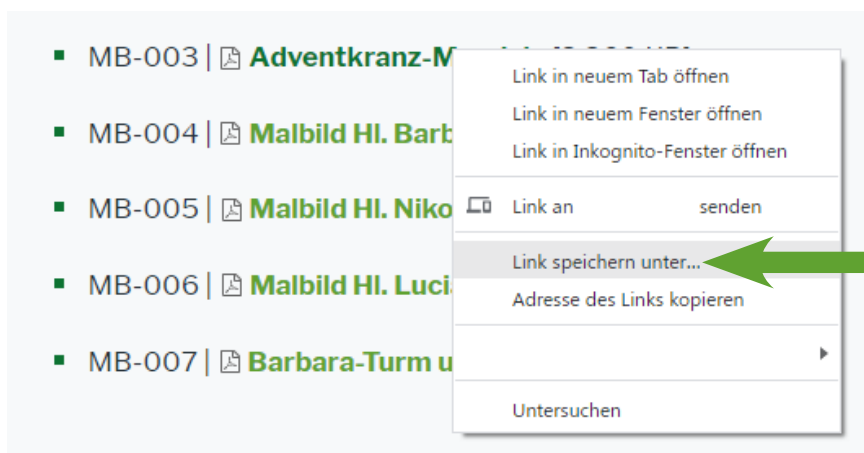 MB-003 | Adventkranz-M
MB-004 | Malbild Hl. Barb
MB-005 | Malbild Hl. Niko
MB-006 | Malbild Hl. Luci
MB-007 | Barbara-Turm u
Link in neuem Tab öffnen
Link in neuem Fenster öffnen
Link in Inkognito-Fenster öffnen
Link an senden
Link speichern unter...
Adresse des Links kopieren
Untersuchen